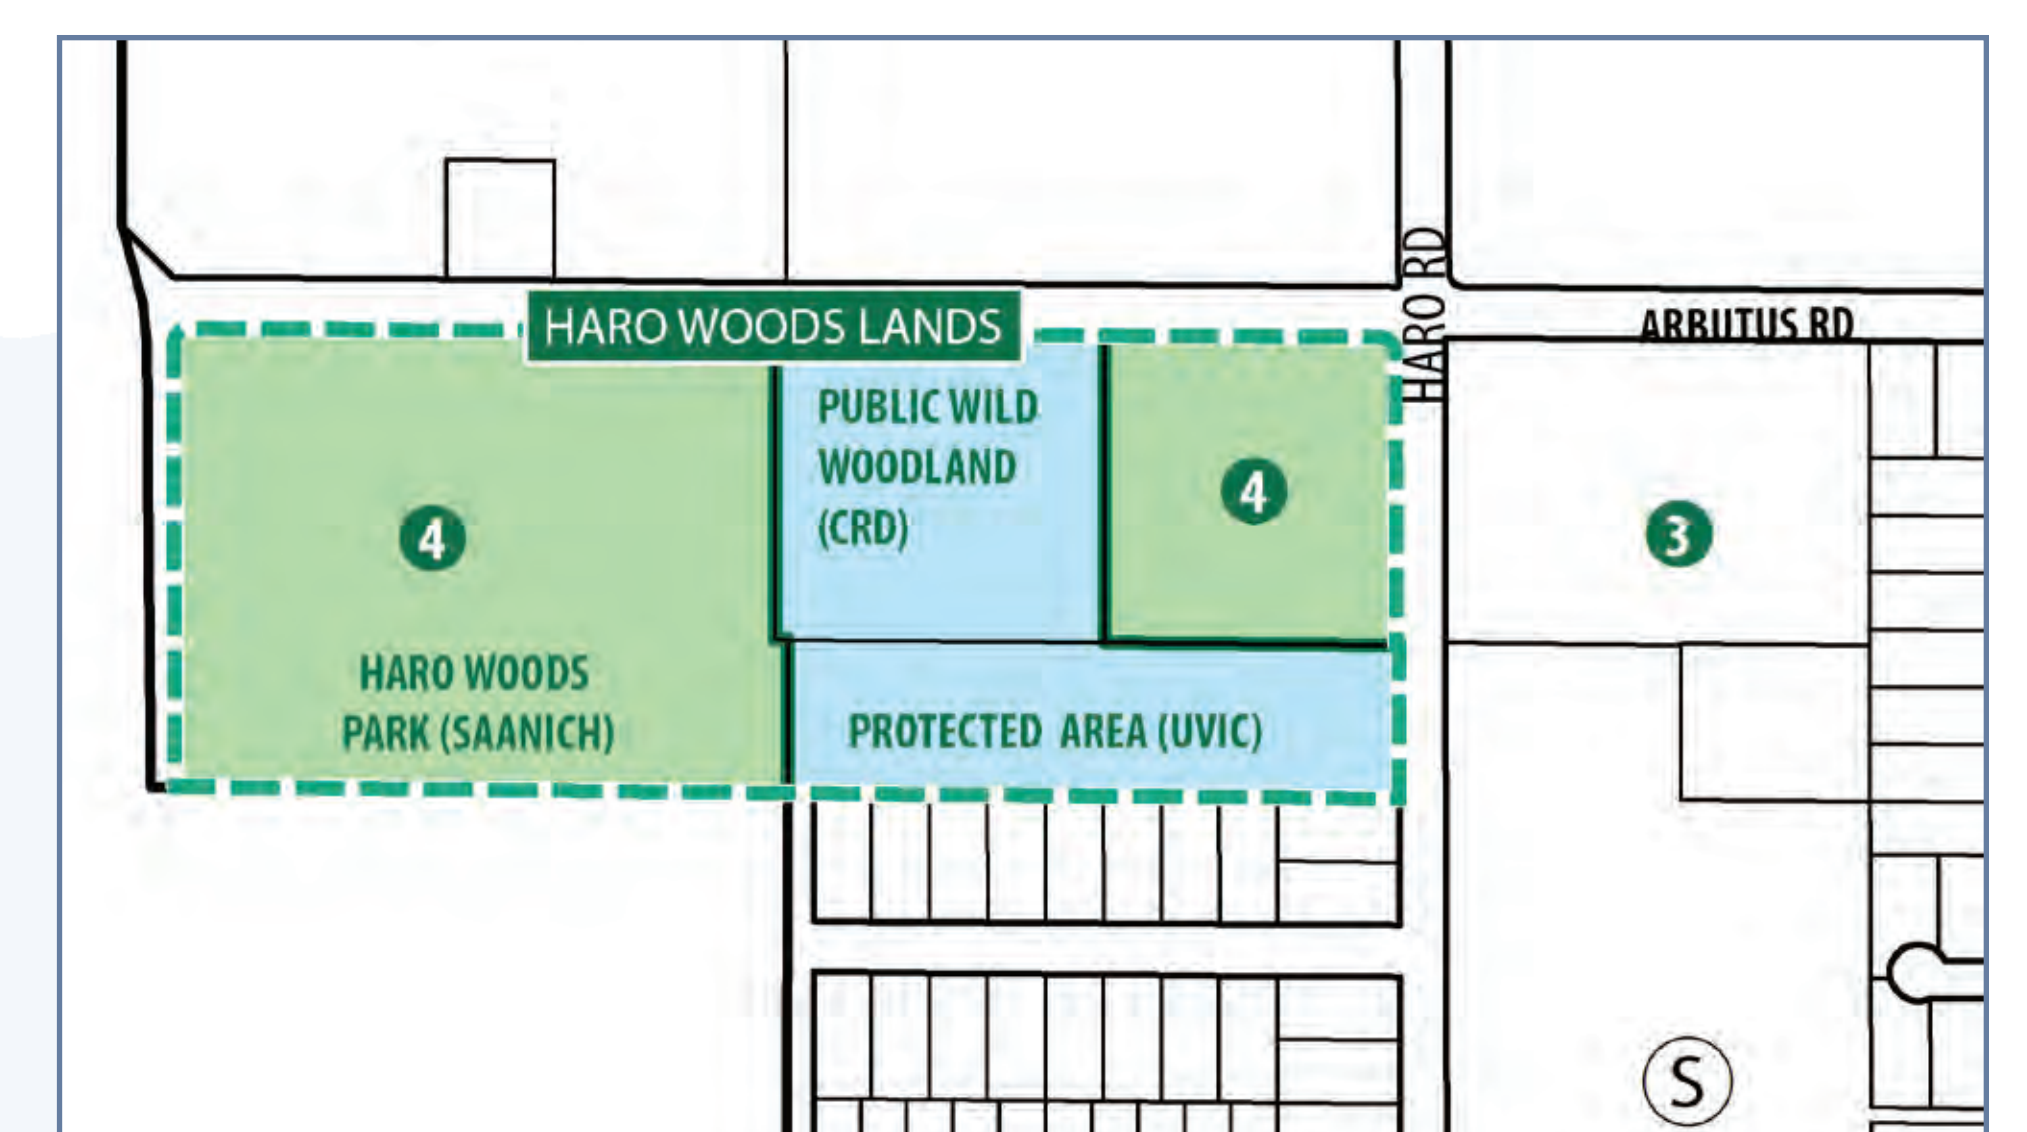 HARO RD
ARBUTUS RD
HARO WOODS LANDS
PUBLIC WILD
WOODLAND
(CRD)
4
4
3
HARO WOODS
PARK (SAANICH)
PROTECTED AREA (UVIC)
S